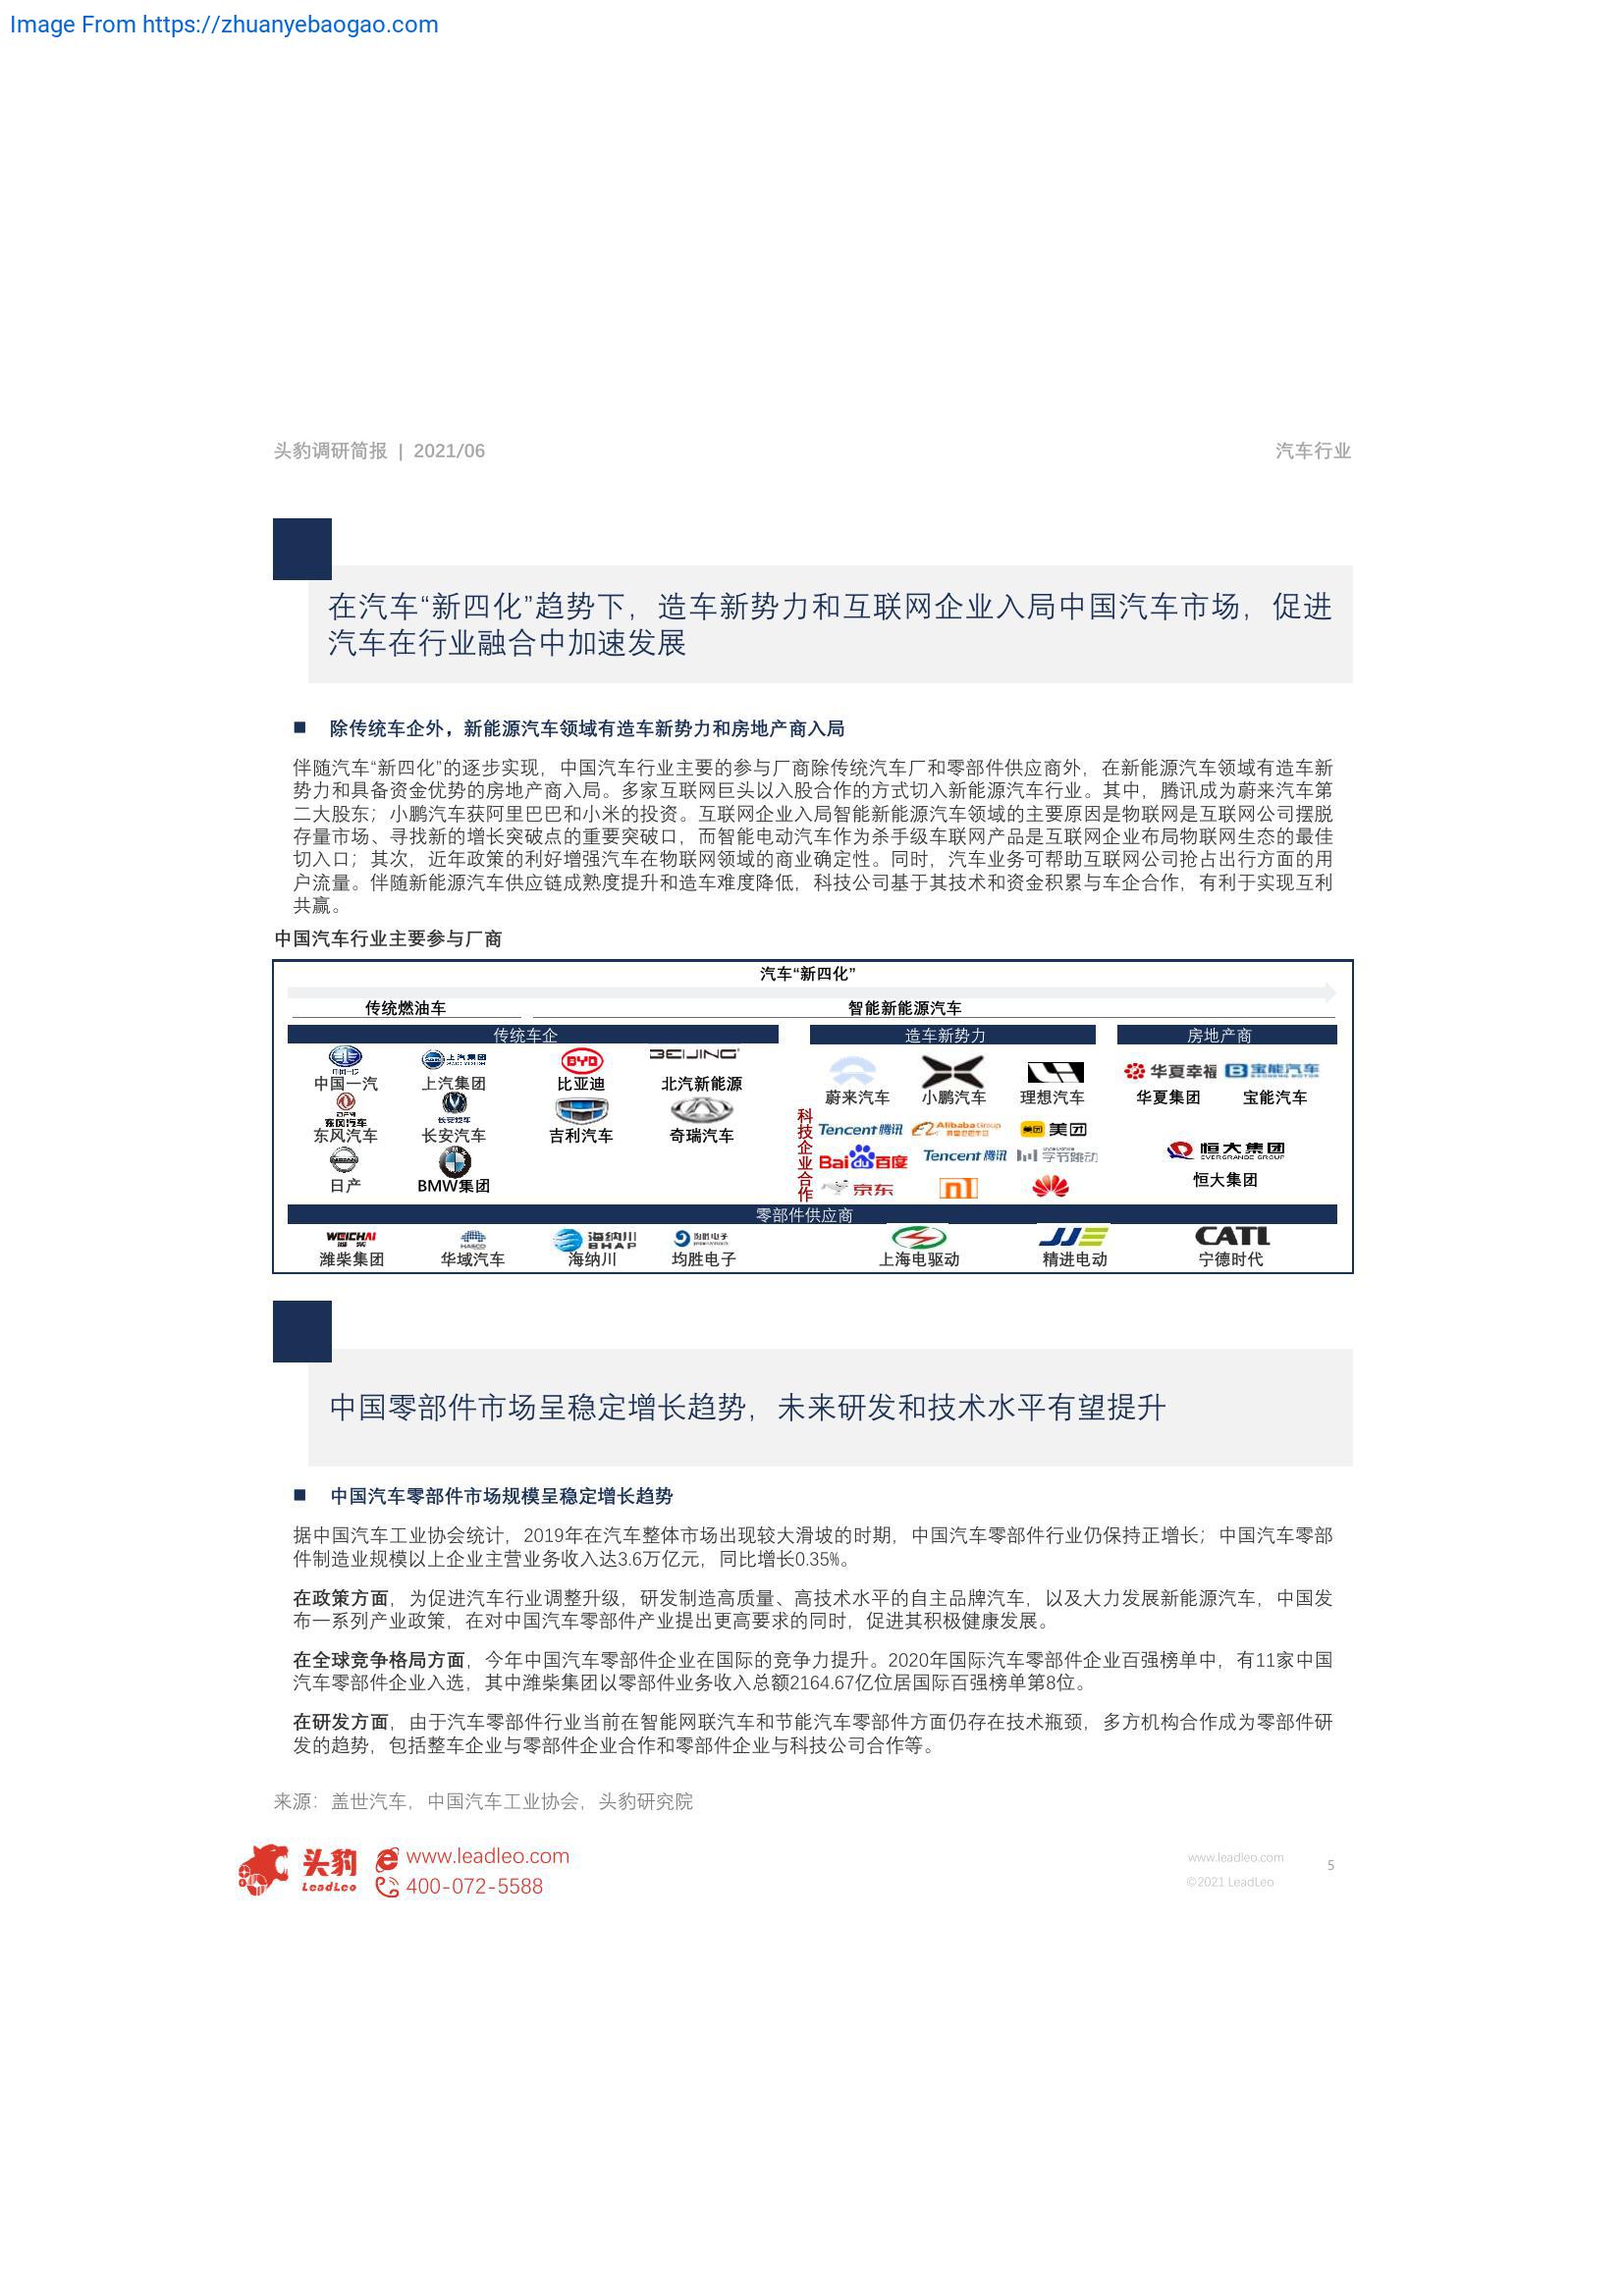 Image From https://zhuanyebaogao.com
头豹调研简报 | 2021/06
汽车行业
在汽车“新四化”趋势下，造车新势力和互联网企业入局中国汽车市场，促进
汽车在行业融合中加速发展
■ 除传统车企外，新能源汽车领域有造车新势力和房地产商入局
伴随汽车“新四化”的逐步实现，中国汽车行业主要的参与厂商除传统汽车厂和零部件供应商外，在新能源汽车领域有造车新
势力和具备资金优势的房地产商入局。多家互联网巨头以入股合作的方式切入新能源汽车行业。其中，腾讯成为蔚来汽车第
二大股东；小鹏汽车获阿里巴巴和小米的投资。互联网企业入局智能新能源汽车领域的主要原因是物联网是互联网公司摆脱
存量市场、寻找新的增长突破点的重要突破口，而智能电动汽车作为杀手级车联网产品是互联网企业布局物联网生态的最佳
切入口；其次，近年政策的利好增强汽车在物联网领域的商业确定性。同时，汽车业务可帮助互联网公司抢占出行方面的用
户流量。伴随新能源汽车供应链成熟度提升和造车难度降低，科技公司基于其技术和资金积累与车企合作，有利于实现互利
共赢。
中国汽车行业主要参与厂商
汽车“新四化”
传统燃油车
智能新能源汽车
传统车企
造车新势力
房地产商
上汽集团
BYD
BEIJING
华夏幸福
宝能汽车
中国一汽
上汽集团
比亚迪
北汽新能源
蔚来汽车
小鹏汽车
理想汽车
华夏集团
宝能汽车
东风汽车
长安汽车
东风汽车
长安汽车
吉利汽车
奇瑞汽车
科技企业合作
Tencent 腾讯
Alibaba Group
美团
美团
Bai du 百度
Tencent 腾讯
字节跳动
恒大集团
EVERGRANDE GROUP
NISSAN
BMW
日产
BMW集团
京东
恒大集团
零部件供应商
WEICHAI
HASCO
海纳川
BHAP
均胜电子
JJE
CATL
潍柴集团
华域汽车
海纳川
均胜电子
上海电驱动
精进电动
宁德时代
中国零部件市场呈稳定增长趋势，未来研发和技术水平有望提升
■ 中国汽车零部件市场规模呈稳定增长趋势
据中国汽车工业协会统计，2019年在汽车整体市场出现较大滑坡的时期，中国汽车零部件行业仍保持正增长；中国汽车零部
件制造业规模以上企业主营业务收入达3.6万亿元，同比增长0.35%。
在政策方面，为促进汽车行业调整升级，研发制造高质量、高技术水平的自主品牌汽车，以及大力发展新能源汽车，中国发
布一系列产业政策，在对中国汽车零部件产业提出更高要求的同时，促进其积极健康发展。
在全球竞争格局方面，今年中国汽车零部件企业在国际的竞争力提升。2020年国际汽车零部件企业百强榜单中，有11家中国
汽车零部件企业入选，其中潍柴集团以零部件业务收入总额2164.67亿位居国际百强榜单第8位。
在研发方面，由于汽车零部件行业当前在智能网联汽车和节能汽车零部件方面仍存在技术瓶颈，多方机构合作成为零部件研
发的趋势，包括整车企业与零部件企业合作和零部件企业与科技公司合作等。
来源：盖世汽车，中国汽车工业协会，头豹研究院
头豹
LeadLeo
www.leadleo.com
400-072-5588
www.leadleo.com
©2021 LeadLeo
5